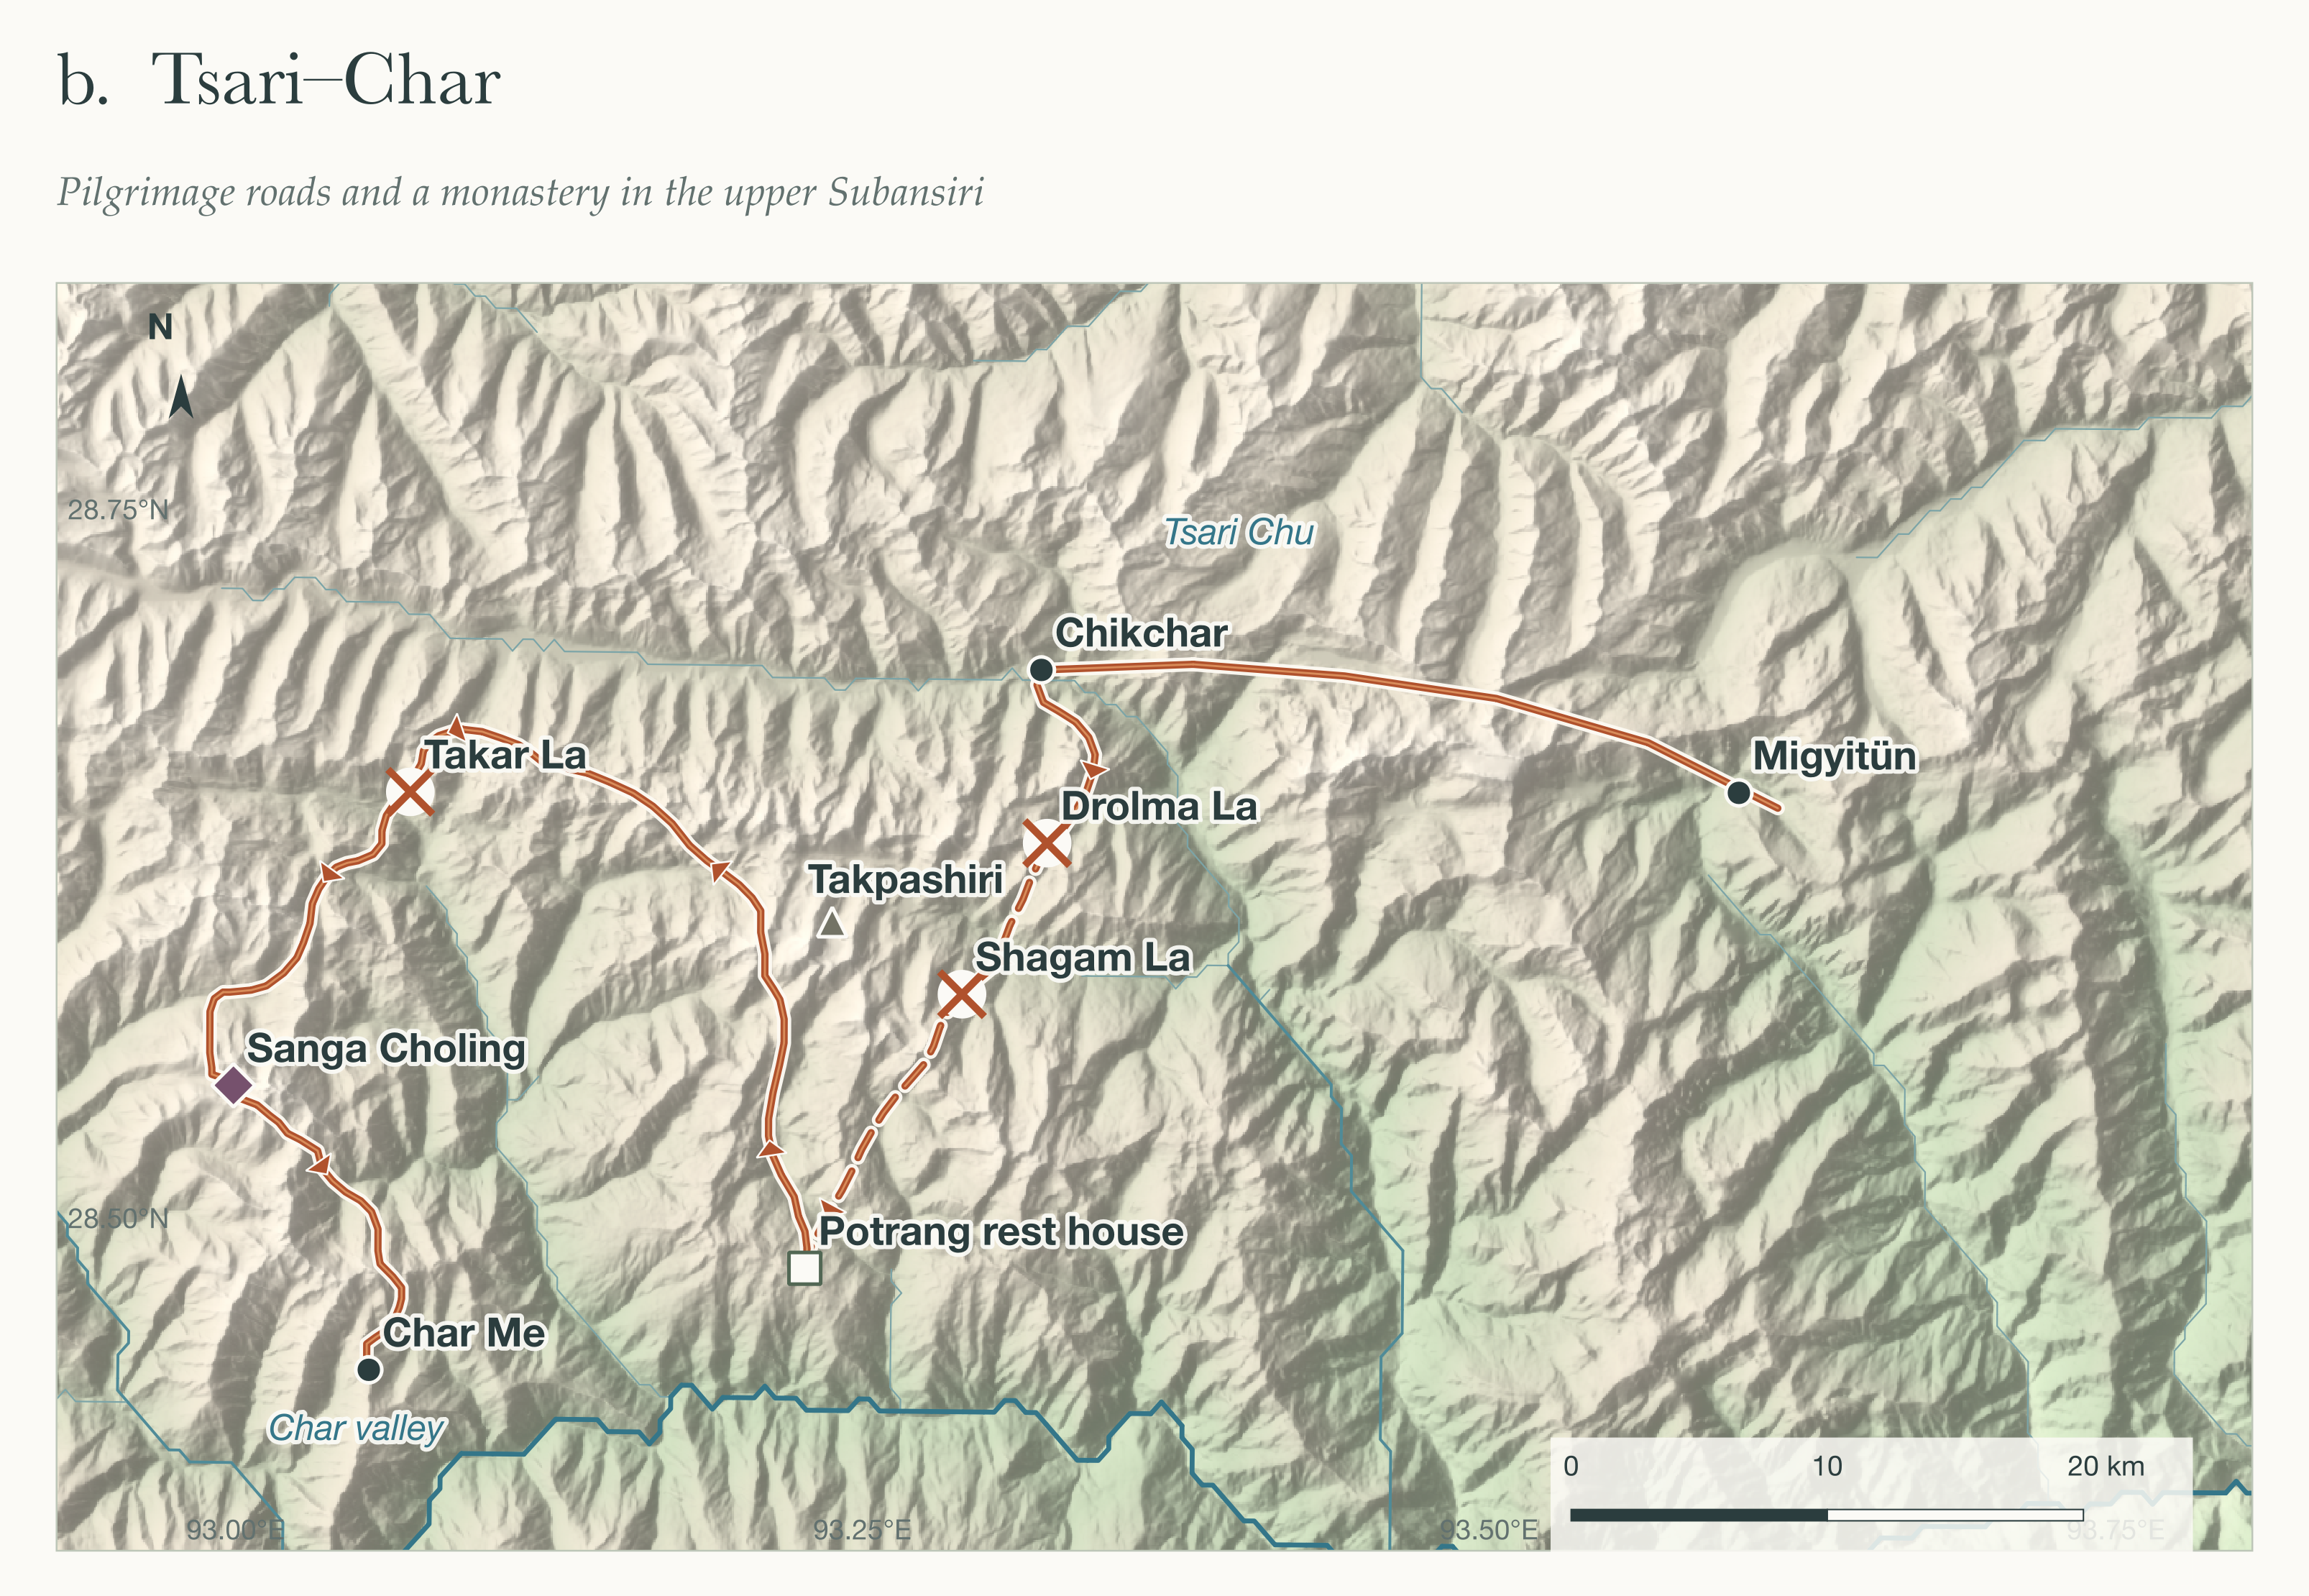 b. Tsari–Char
Pilgrimage roads and a monastery in the upper Subansiri
N
28.75°N
Tsari Chu
Chikchar
Takar La
Migyitün
Drolma La
Takpashiri
Shagam La
Sanga Choling
28.50°N
Potrang rest house
Char Me
Char valley
0 10 20 km
93.00°E 93.25°E 93.50°E 93.75°E